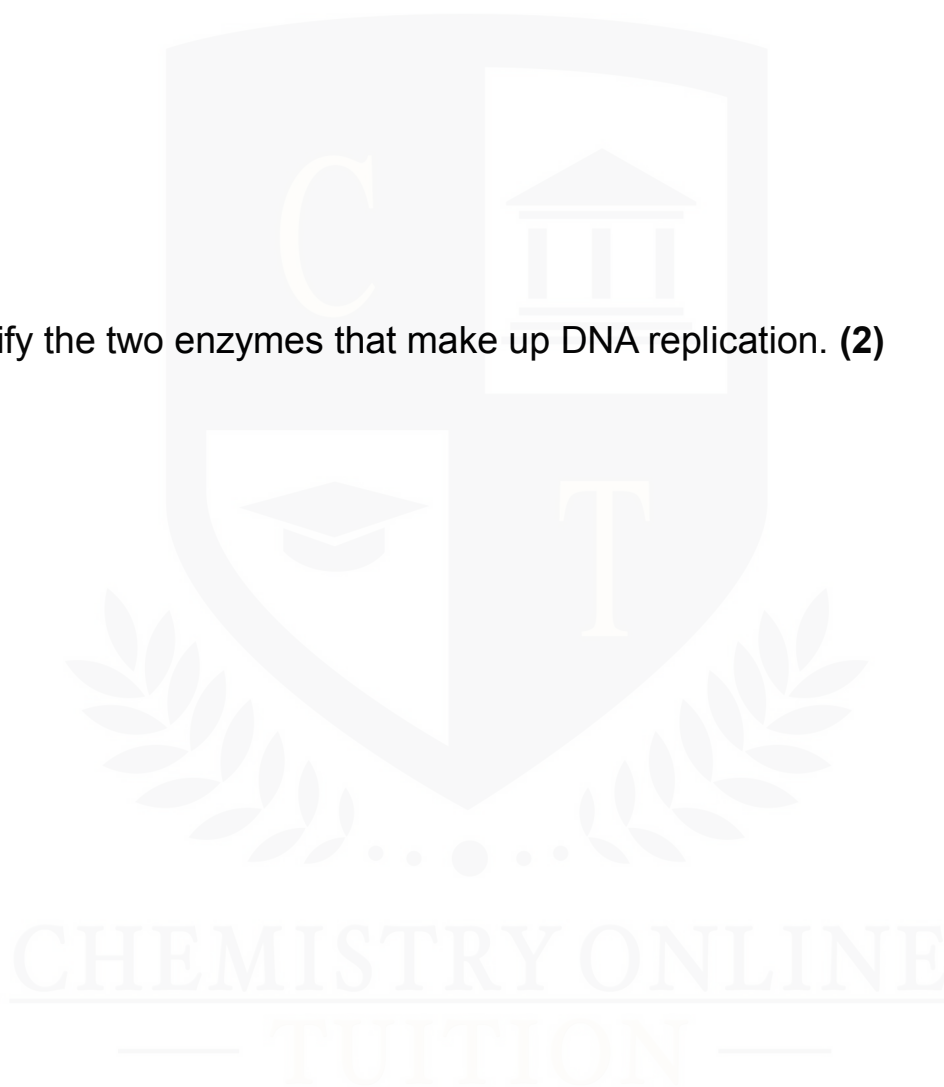 ify the two enzymes that make up DNA replication. (2)
C
T
CHEMISTRY ONLINE
TUITION